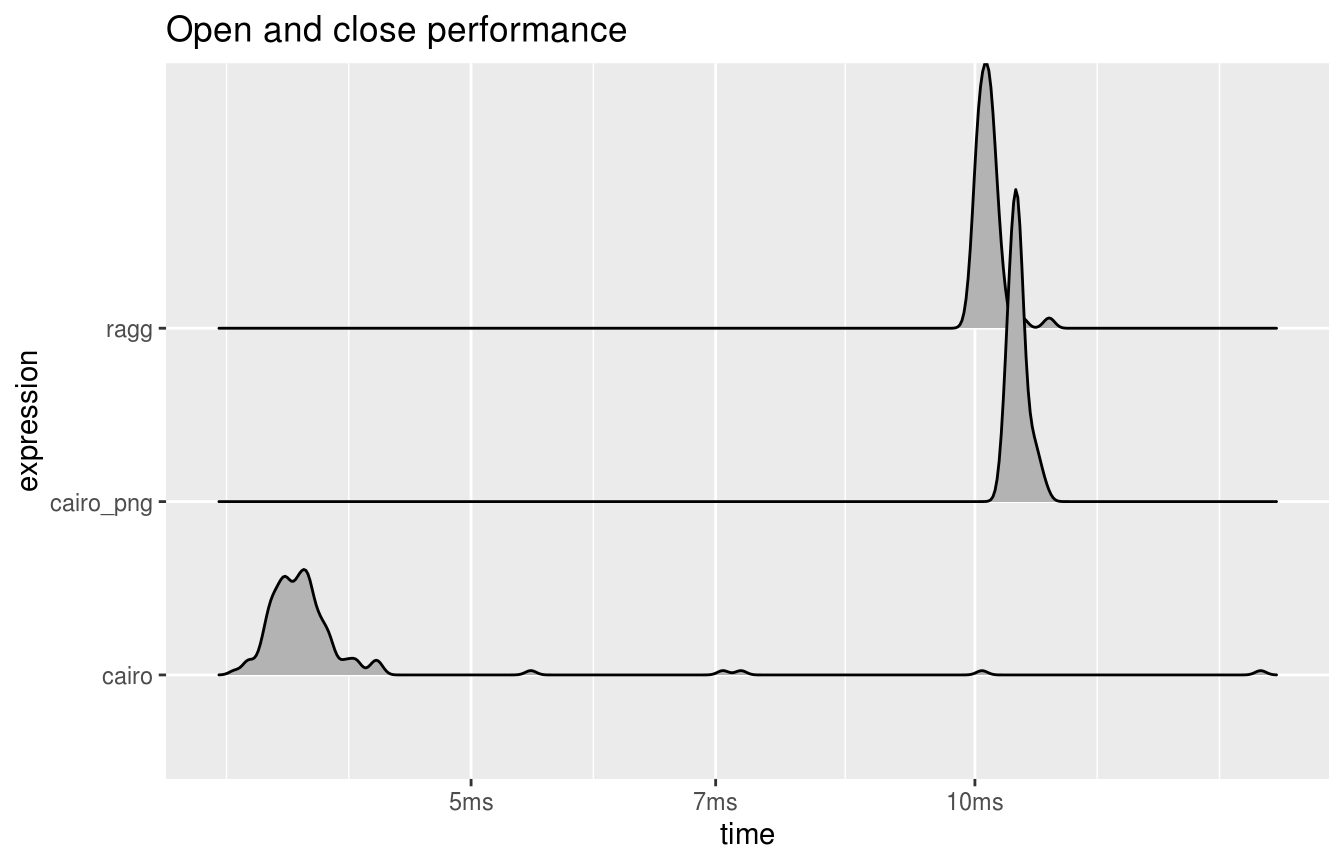 Open and close performance
ragg
cairo_png
cairo
expression
5ms
7ms
10ms
time